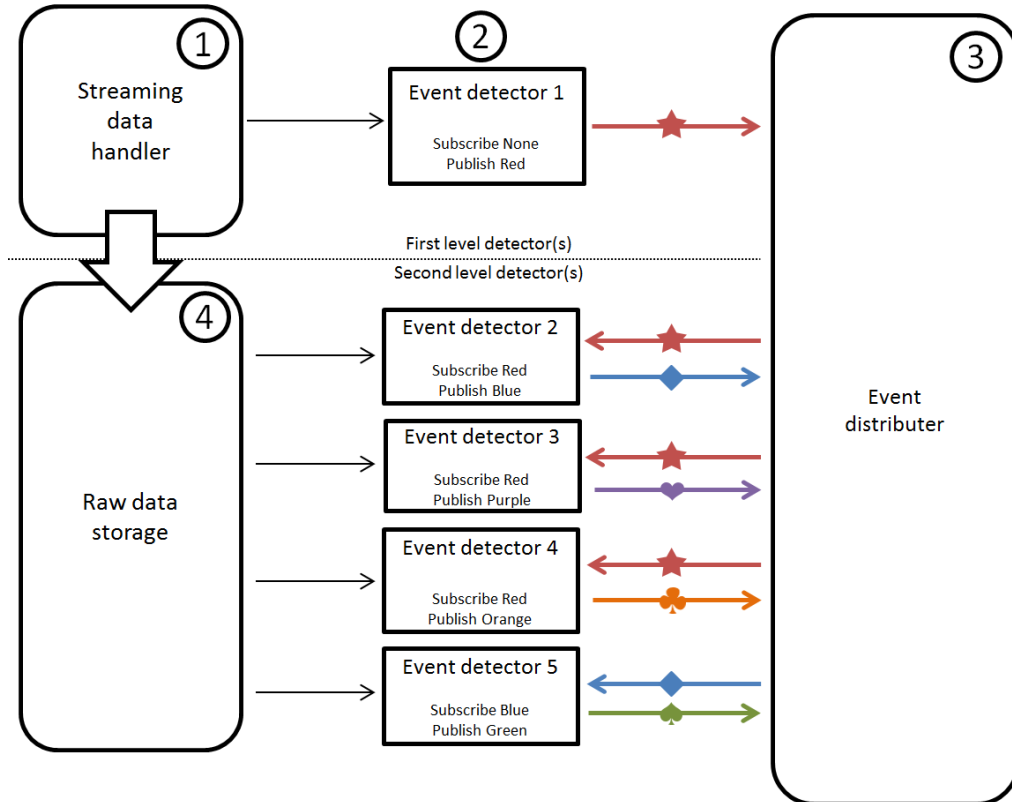 1
Streaming
data
handler
2
Event detector 1
Subscribe None
Publish Red
3
First level detector(s)
Second level detector(s)
4
Raw data
storage
Event detector 2
Subscribe Red
Publish Blue
Event detector 3
Subscribe Red
Publish Purple
Event detector 4
Subscribe Red
Publish Orange
Event detector 5
Subscribe Blue
Publish Green
Event
distributer